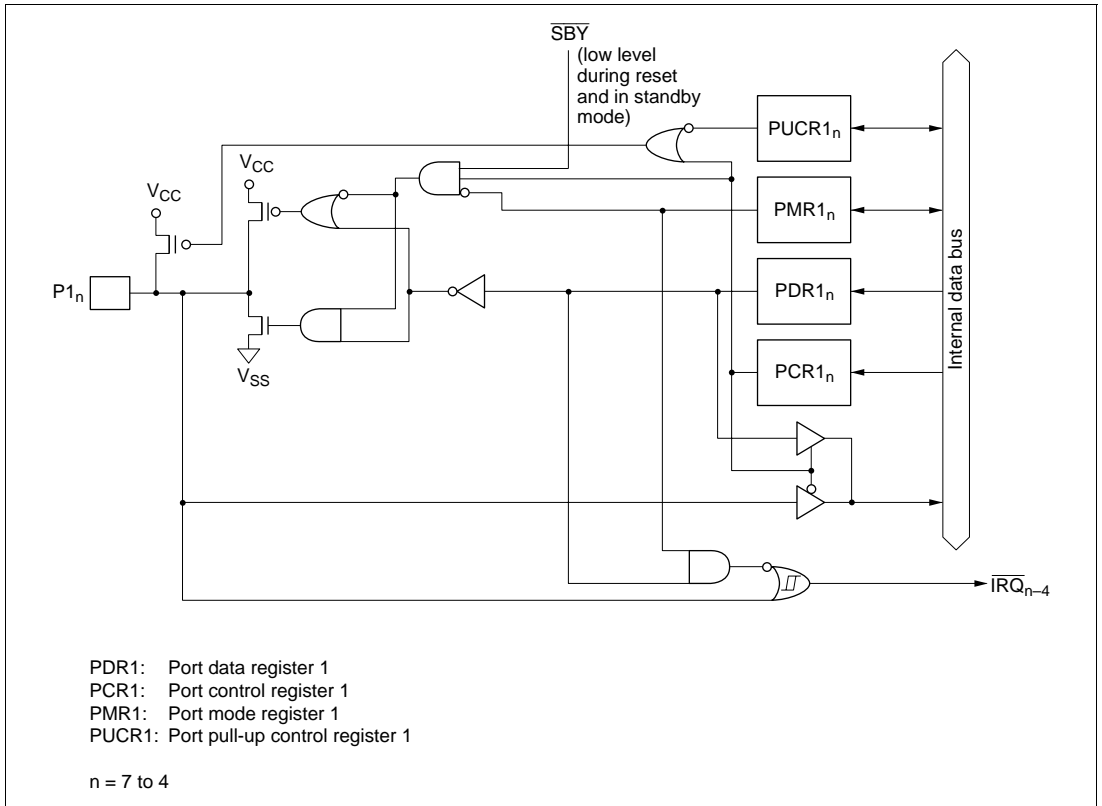 SBY
(low level
during reset
and in standby
mode)
PUCR1n
VCC
VCC
PMR1n
P1n
PDR1n
VSS
PCR1n
Internal data bus
IRQn–4
PDR1: Port data register 1
PCR1: Port control register 1
PMR1: Port mode register 1
PUCR1: Port pull-up control register 1
n = 7 to 4